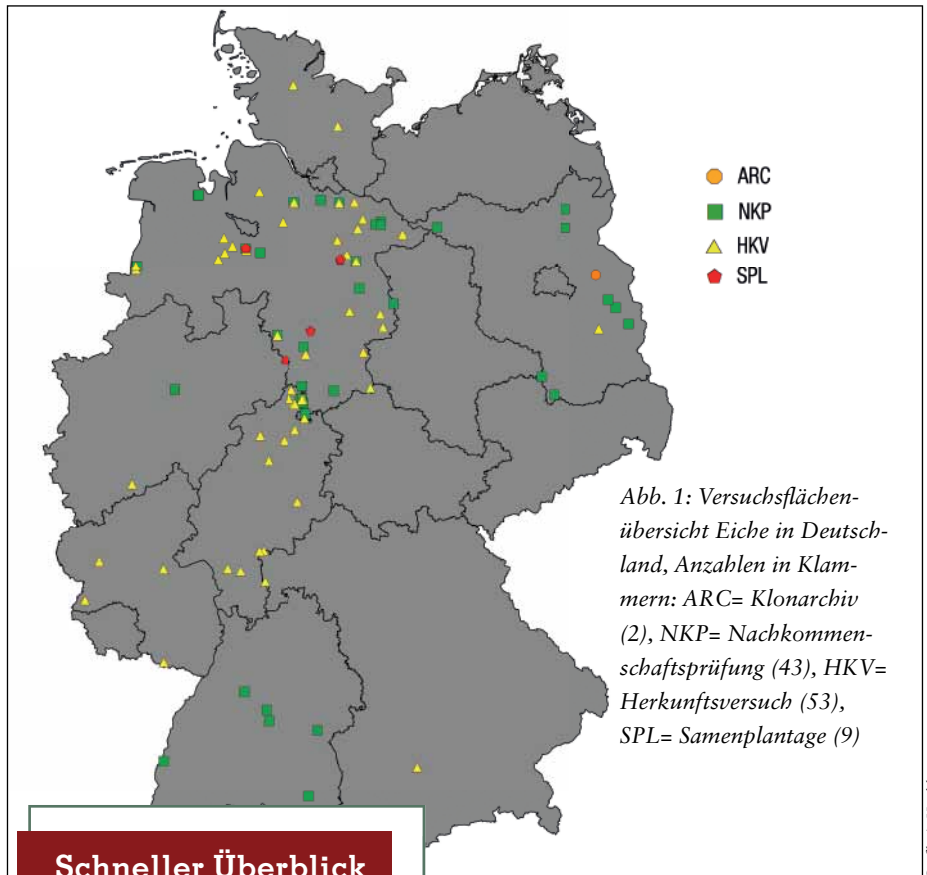 ARC
NKP
HKV
SPL
Abb. 1: Versuchsflächen-
übersicht Eiche in Deutsch-
land, Anzahlen in Klam-
mern: ARC= Klonarchiv
(2), NKP= Nachkommen-
schaftsprüfung (43), HKV=
Herkunftsversuch (53),
SPL= Samenplantage (9)
Schneller Überblick